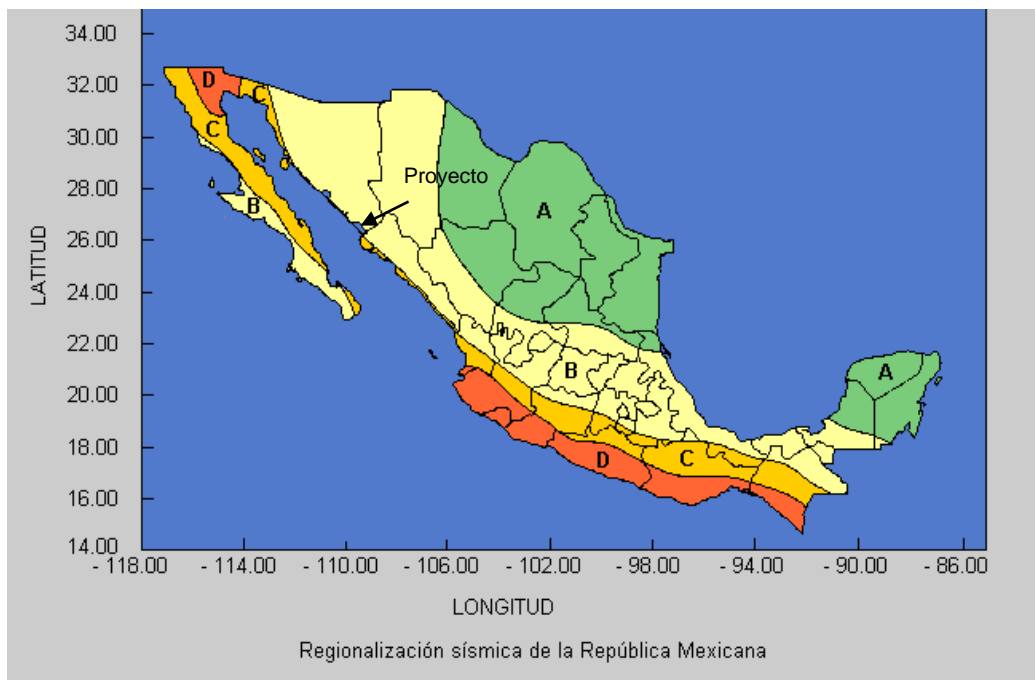 34.00
32.00
30.00
28.00
26.00
24.00
22.00
20.00
18.00
16.00
14.00
LATITUD
D
C
C
B
Proyecto
A
B
A
D
C
- 118.00 - 114.00 - 110.00 - 106.00 - 102.00 - 98.00 - 94.00 - 90.00 - 86.00
LONGITUD
Regionalización sísmica de la República Mexicana